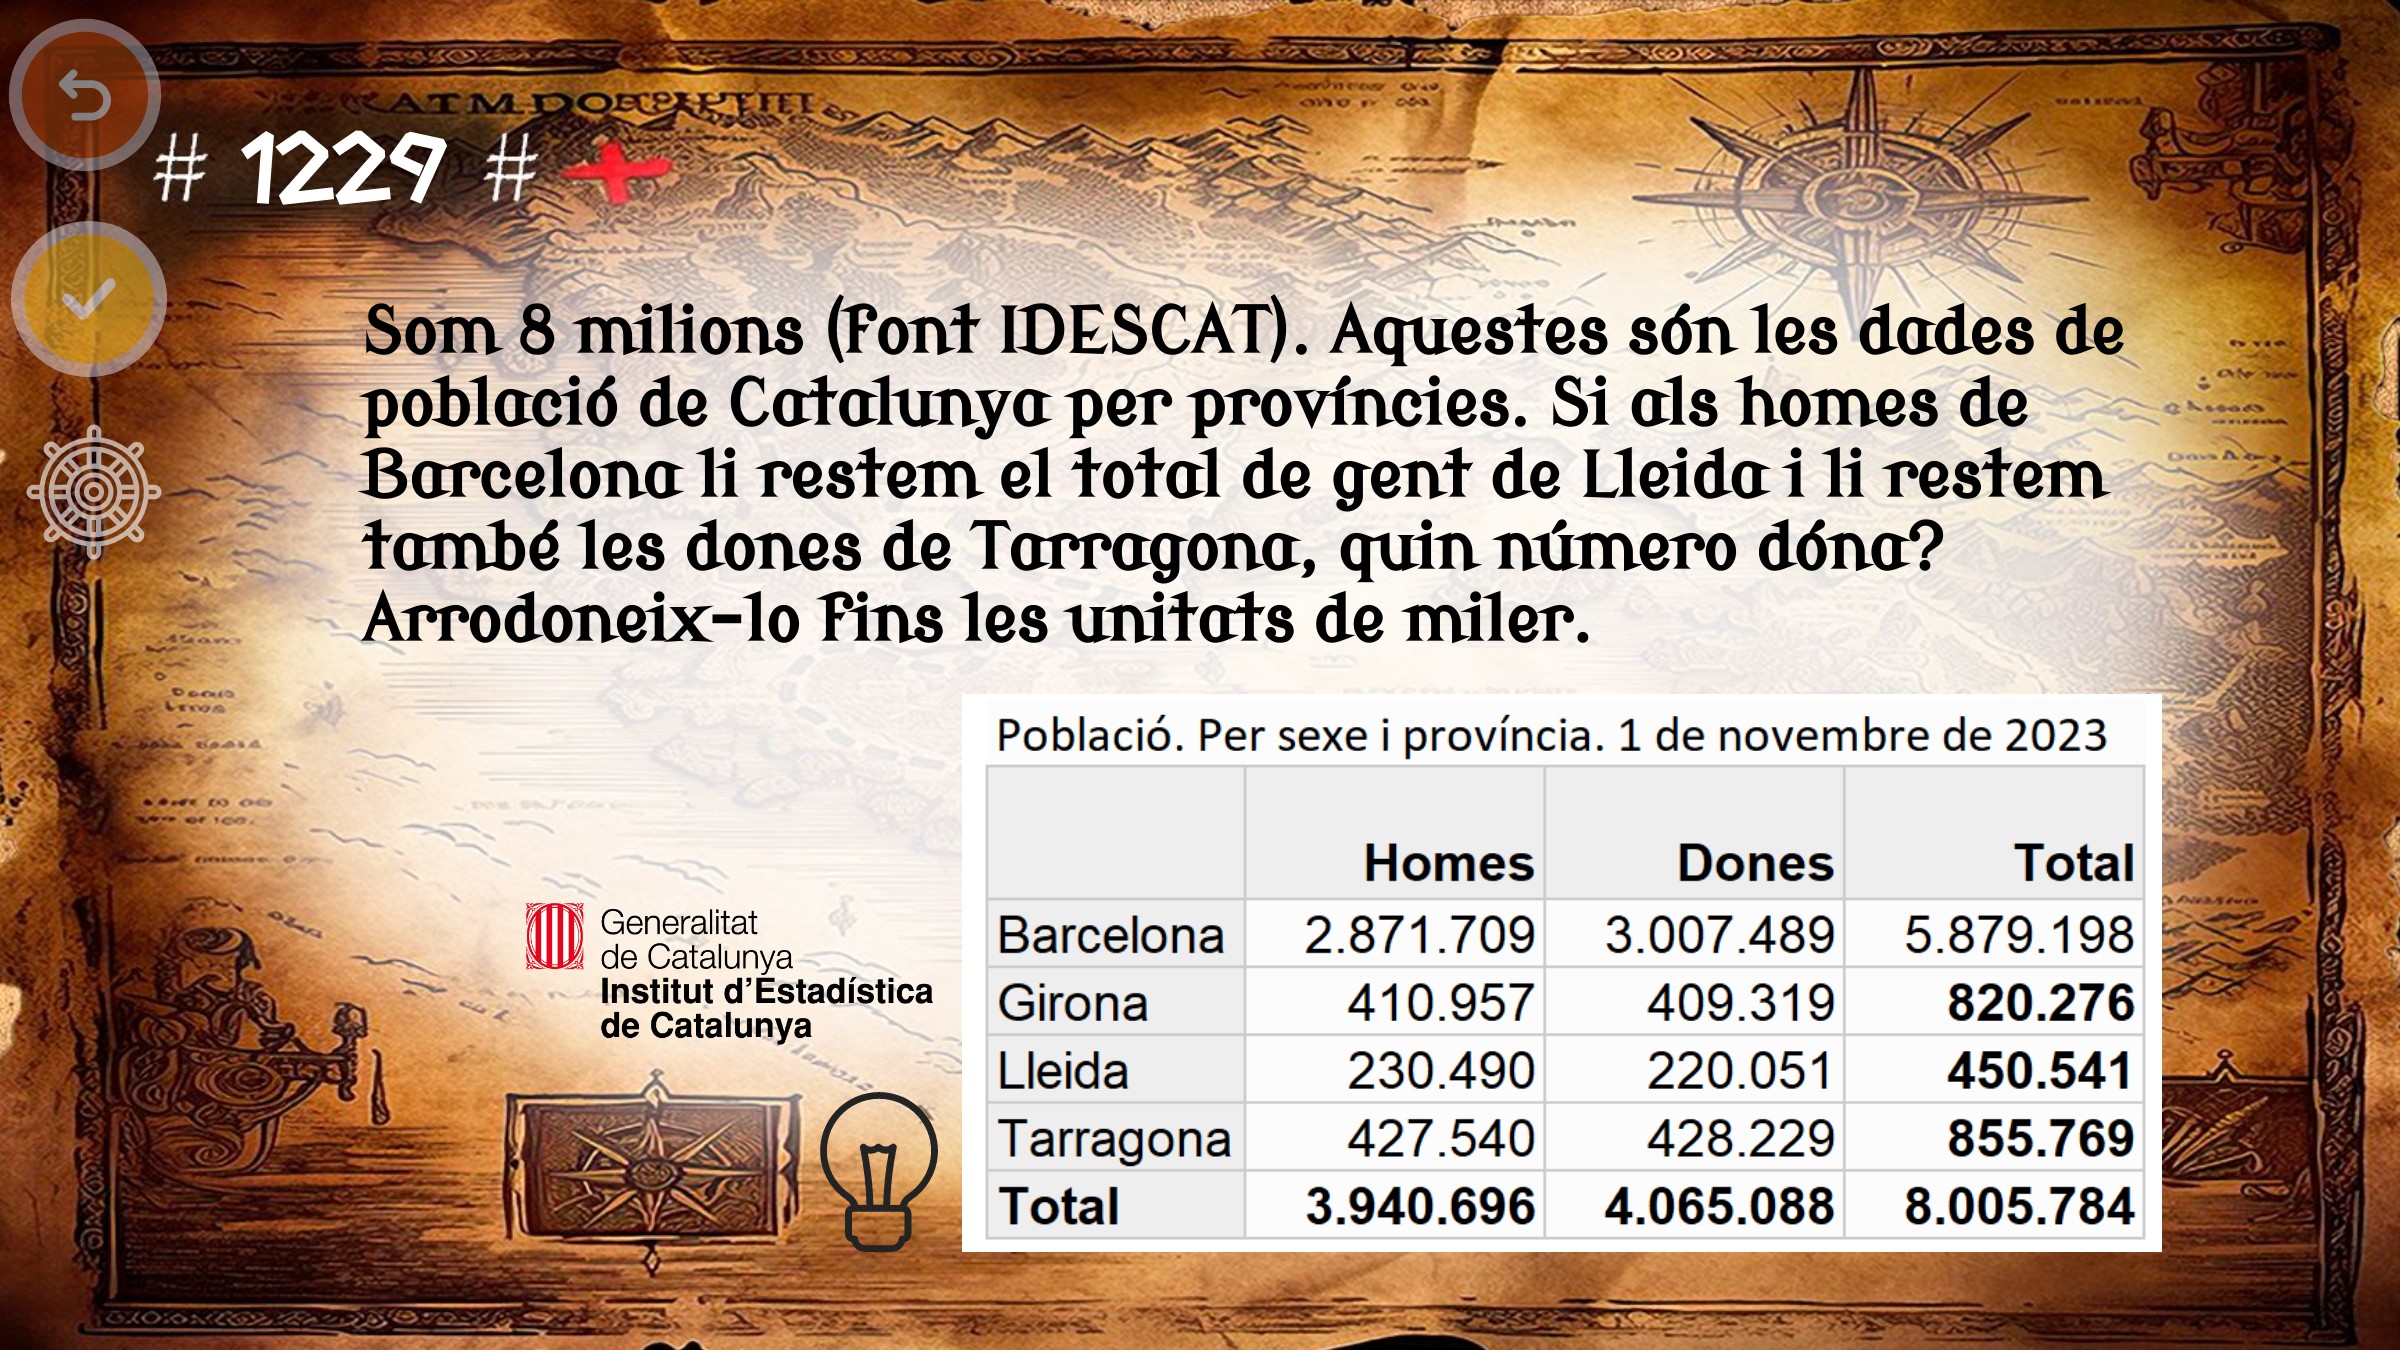 # 1229 #
Som 8 milions (font IDESCAT). Aquestes són les dades de
població de Catalunya per províncies. Si als homes de
Barcelona li restem el total de gent de Lleida i li restem
també les dones de Tarragona, quin número dóna?
Arrodoneix-lo fins les unitats de miler.
Població. Per sexe i província. 1 de novembre de 2023
Homes Dones Total
Barcelona 2.871.709 3.007.489 5.879.198
Girona 410.957 409.319 820.276
Lleida 230.490 220.051 450.541
Tarragona 427.540 428.229 855.769
Total 3.940.696 4.065.088 8.005.784
Generalitat
de Catalunya
Institut d'Estadística
de Catalunya